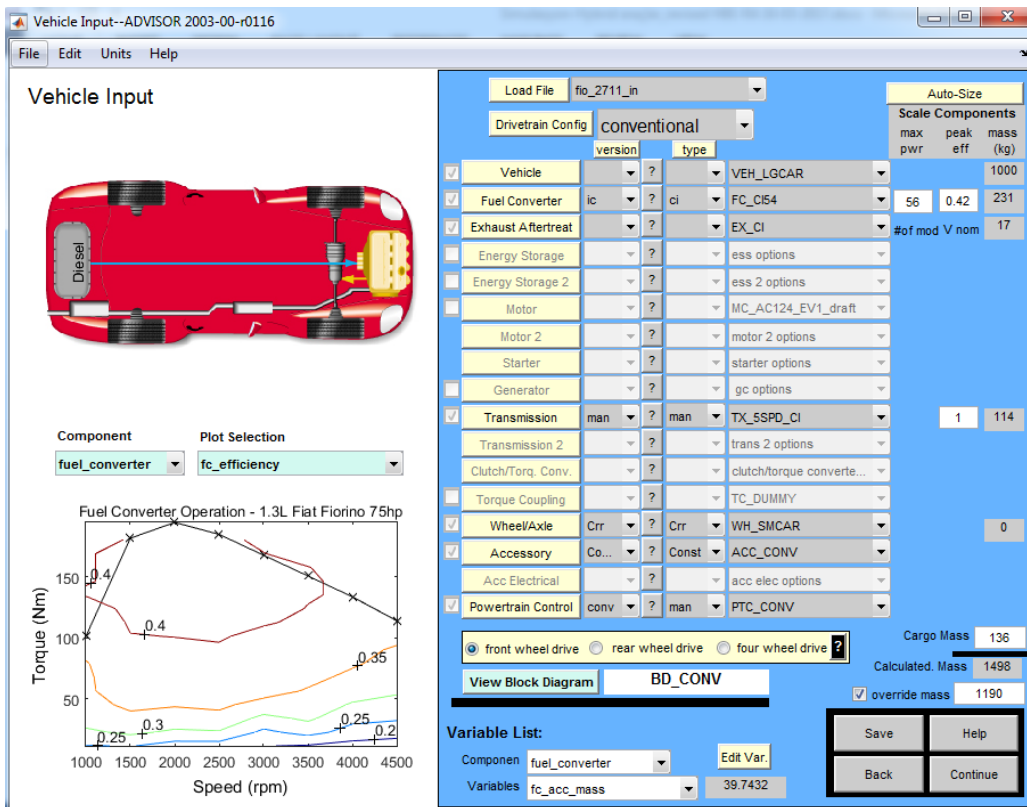 Vehicle Input--ADVISOR 2003-00-r0116
File Edit Units Help
Vehicle Input
Diesel
Component Plot Selection
fuel_converter fc_efficiency
Fuel Converter Operation - 1.3L Fiat Fiorino 75hp
Torque (Nm)
150
100
50
0.4
0.4
0.35
0.3
0.25
0.25
0.2
1000 1500 2000 2500 3000 3500 4000 4500
Speed (rpm)
Load File fio_2711_in
Auto-Size
Drivetrain Config conventional
Scale Components
max pwr peak eff mass (kg)
version type
Vehicle ? VEH_LGCAR 1000
Fuel Converter ic ? ci FC_CI54 56 0.42 231
Exhaust Aftertreat ? EX_CI #of mod V nom 17
Energy Storage ? ess options
Energy Storage 2 ? ess 2 options
Motor ? MC_AC124_EV1_draft
Motor 2 ? motor 2 options
Starter ? starter options
Generator ? gc options
Transmission man ? man TX_5SPD_CI 1 114
Transmission 2 ? trans 2 options
Clutch/Torq. Conv. ? clutch/torque converte...
Torque Coupling ? TC_DUMMY
Wheel/Axle Crr ? Crr WH_SMCAR 0
Accessory Co... ? Const ACC_CONV
Acc Electrical ? acc elec options
Powertrain Control conv ? man PTC_CONV
Cargo Mass 136
front wheel drive rear wheel drive four wheel drive ?
Calculated. Mass 1498
View Block Diagram BD_CONV
override mass 1190
Variable List:
Componen fuel_converter Edit Var.
Variables fc_acc_mass 39.7432
Save Help
Back Continue